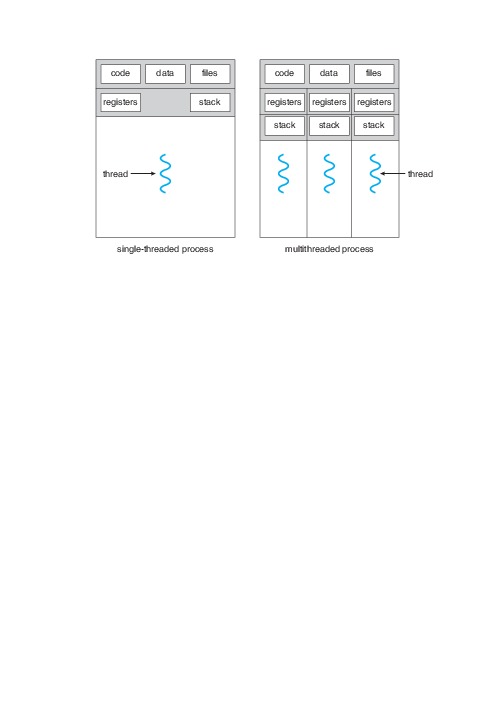 code data files
registers stack
thread
single-threaded process
code data files
registers registers registers
stack stack stack
thread
multithreaded process